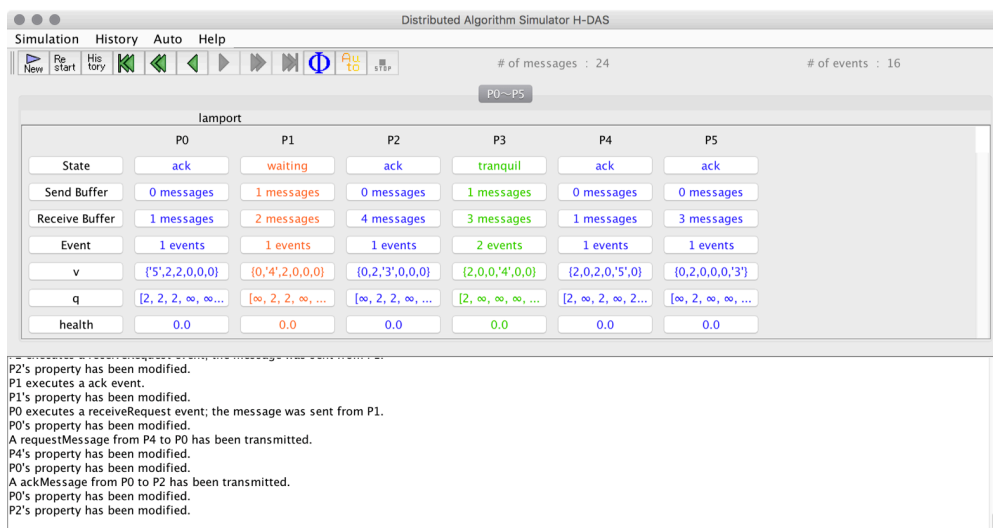 Distributed Algorithm Simulator H-DAS
Simulation History Auto Help
New Re start His tory Φ Au to STOP # of messages : 24 # of events : 16
P0~P5
lamport
P0 P1 P2 P3 P4 P5
State ack waiting ack tranquil ack ack
Send Buffer 0 messages 1 messages 0 messages 1 messages 0 messages 0 messages
Receive Buffer 1 messages 2 messages 4 messages 3 messages 1 messages 3 messages
Event 1 events 1 events 1 events 2 events 1 events 1 events
v {'5',2,2,0,0,0} {0,'4',2,0,0,0} {0,2,'3',0,0,0} {2,0,0,'4',0,0} {2,0,2,0,'5',0} {0,2,0,0,0,'3'}
q [2, 2, 2, ∞, ∞... [∞, 2, 2, ∞, ... [∞, 2, 2, ∞, ... [2, ∞, ∞, ∞, ... [2, ∞, 2, ∞, 2... [∞, 2, ∞, ∞, ...
health 0.0 0.0 0.0 0.0 0.0 0.0
P2's property has been modified.
P1 executes a ack event.
P1's property has been modified.
P0 executes a receiveRequest event; the message was sent from P1.
P0's property has been modified.
A requestMessage from P4 to P0 has been transmitted.
P4's property has been modified.
P0's property has been modified.
A ackMessage from P0 to P2 has been transmitted.
P0's property has been modified.
P2's property has been modified.